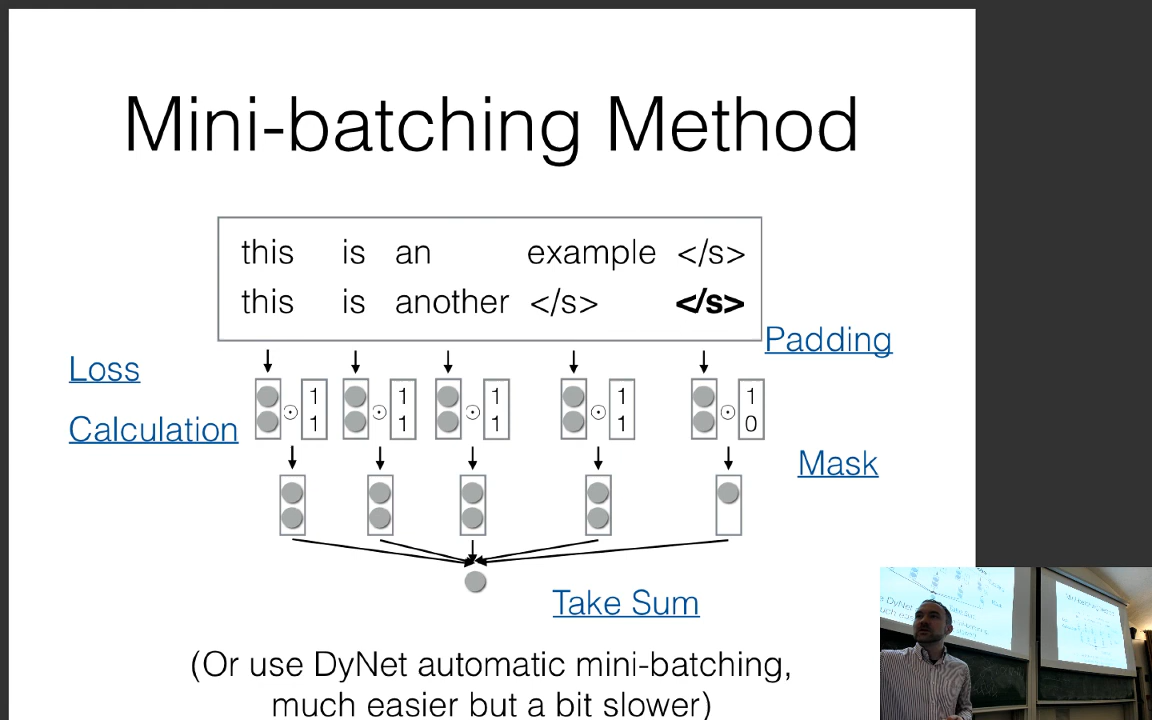 Mini-batching Method
this is an example </s>
this is another </s> </s>
Padding
Loss
Calculation
1 1 1 1 1
1 1 1 1 0
Mask
Take Sum
(Or use DyNet automatic mini-batching,
much easier but a bit slower)